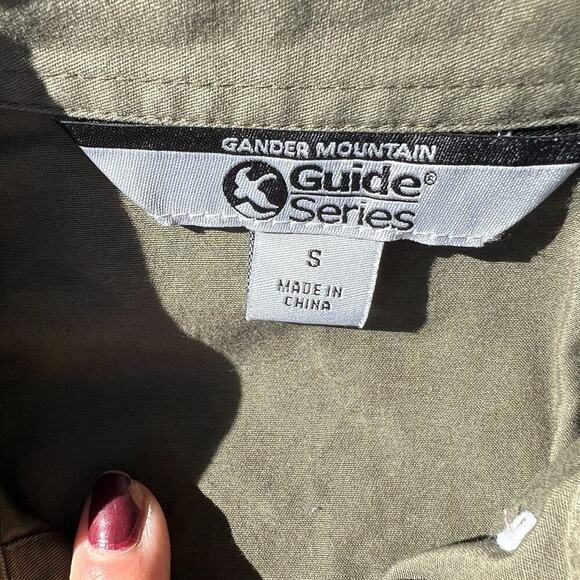 GANDER MOUNTAIN
Guide®
Series
S
MADE IN
CHINA